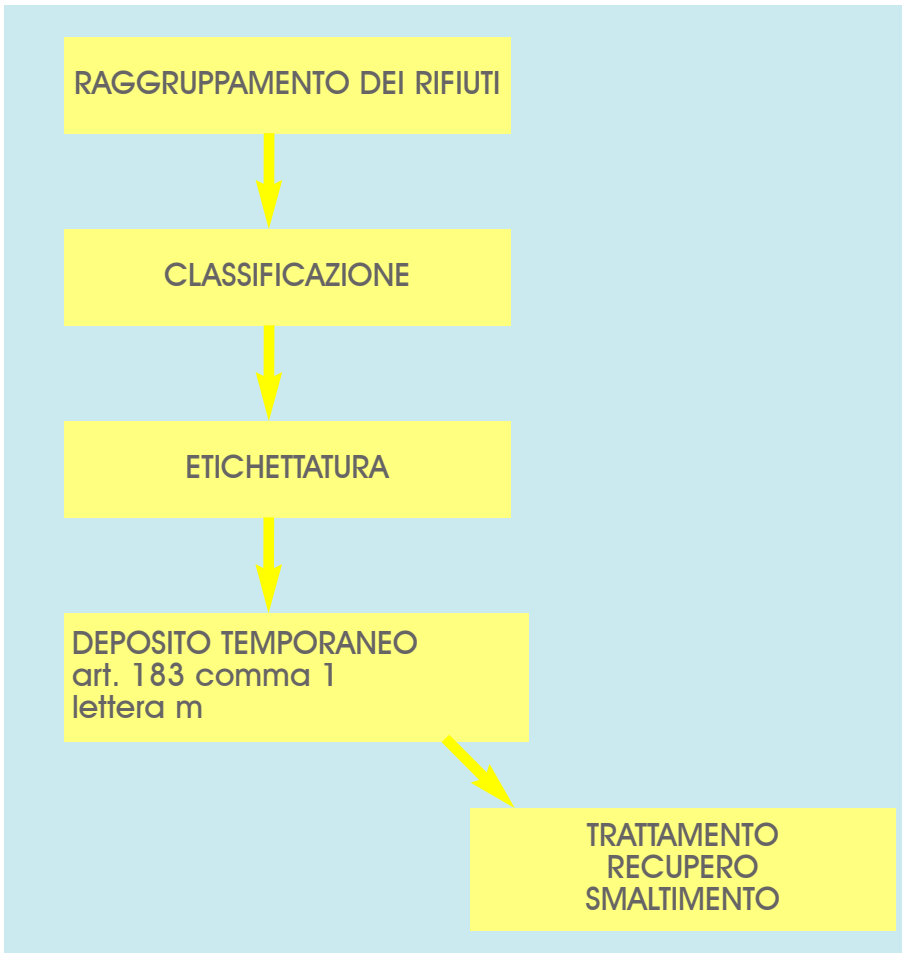 RAGGRUPPAMENTO DEI RIFIUTI
CLASSIFICAZIONE
ETICHETTATURA
DEPOSITO TEMPORANEO
art. 183 comma 1
lettera m
TRATTAMENTO
RECUPERO
SMALTIMENTO